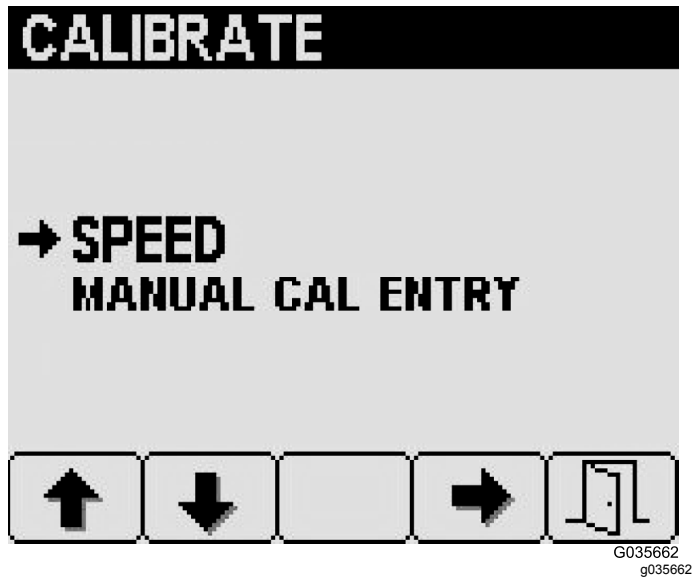 CALIBRATE
SPEED
MANUAL CAL ENTRY
G035662
g035662